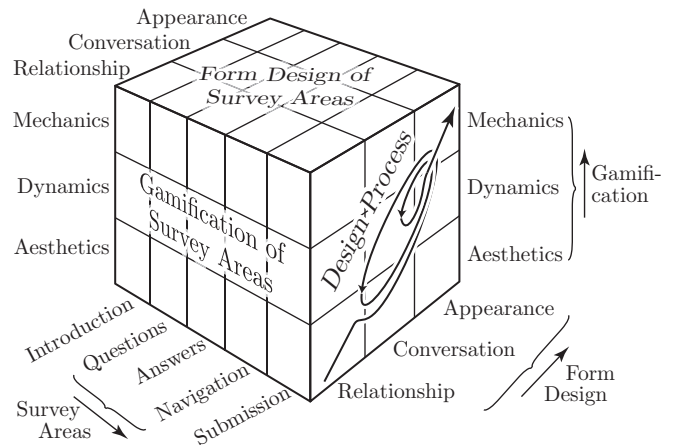 Appearance
Conversation
Relationship
Form Design of
Survey Areas
Mechanics
Dynamics
Aesthetics
Gamification of
Survey Areas
Design-Process
Mechanics
Dynamics
Aesthetics
Gamifi-
cation
Appearance
Conversation
Relationship
Form
Design
Introduction
Questions
Answers
Navigation
Submission
Survey
Areas